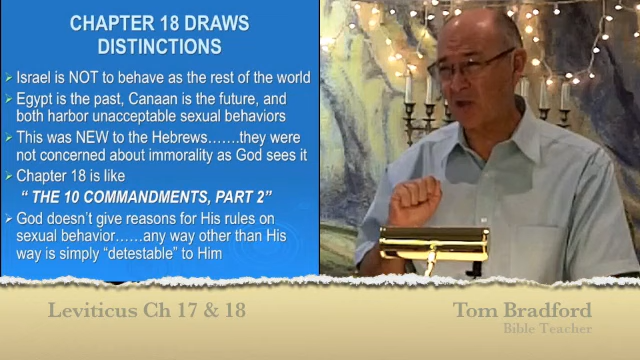 CHAPTER 18 DRAWS
DISTINCTIONS
Israel is NOT to behave as the rest of the world
Egypt is the past, Canaan is the future, and
both harbor unacceptable sexual behaviors
This was NEW to the Hebrews.......they were
not concerned about immorality as God sees it
Chapter 18 is like
“ THE 10 COMMANDMENTS, PART 2”
God doesn't give reasons for His rules on
sexual behavior......any way other than His
way is simply “detestable” to Him
Leviticus Ch 17 & 18
Tom Bradford
Bible Teacher